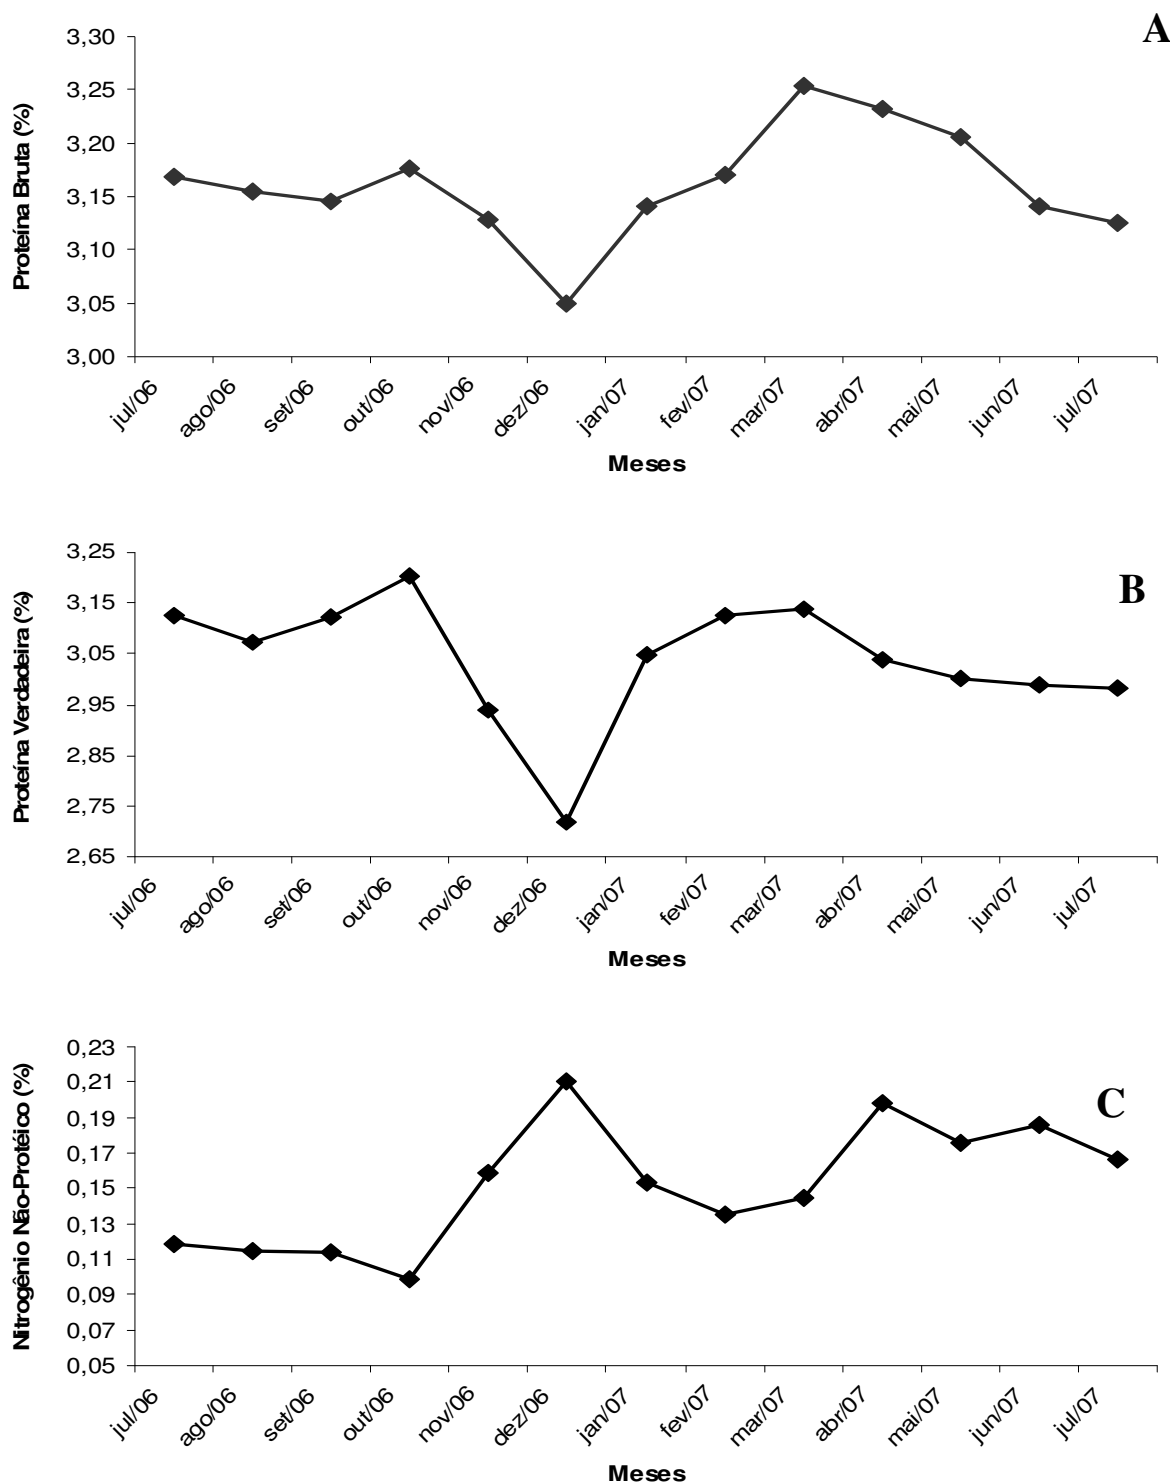 A
Proteína Bruta (%)
3,30
3,25
3,20
3,15
3,10
3,05
3,00
jul/06 ago/06 set/06 out/06 nov/06 dez/06 jan/07 fev/07 mar/07 abr/07 mai/07 jun/07 jul/07
Meses
B
Proteína Verdadeira (%)
3,25
3,15
3,05
2,95
2,85
2,75
2,65
jul/06 ago/06 set/06 out/06 nov/06 dez/06 jan/07 fev/07 mar/07 abr/07 mai/07 jun/07 jul/07
Meses
C
Nitrogênio Não-Protéico (%)
0,23
0,21
0,19
0,17
0,15
0,13
0,11
0,09
0,07
0,05
jul/06 ago/06 set/06 out/06 nov/06 dez/06 jan/07 fev/07 mar/07 abr/07 mai/07 jun/07 jul/07
Meses